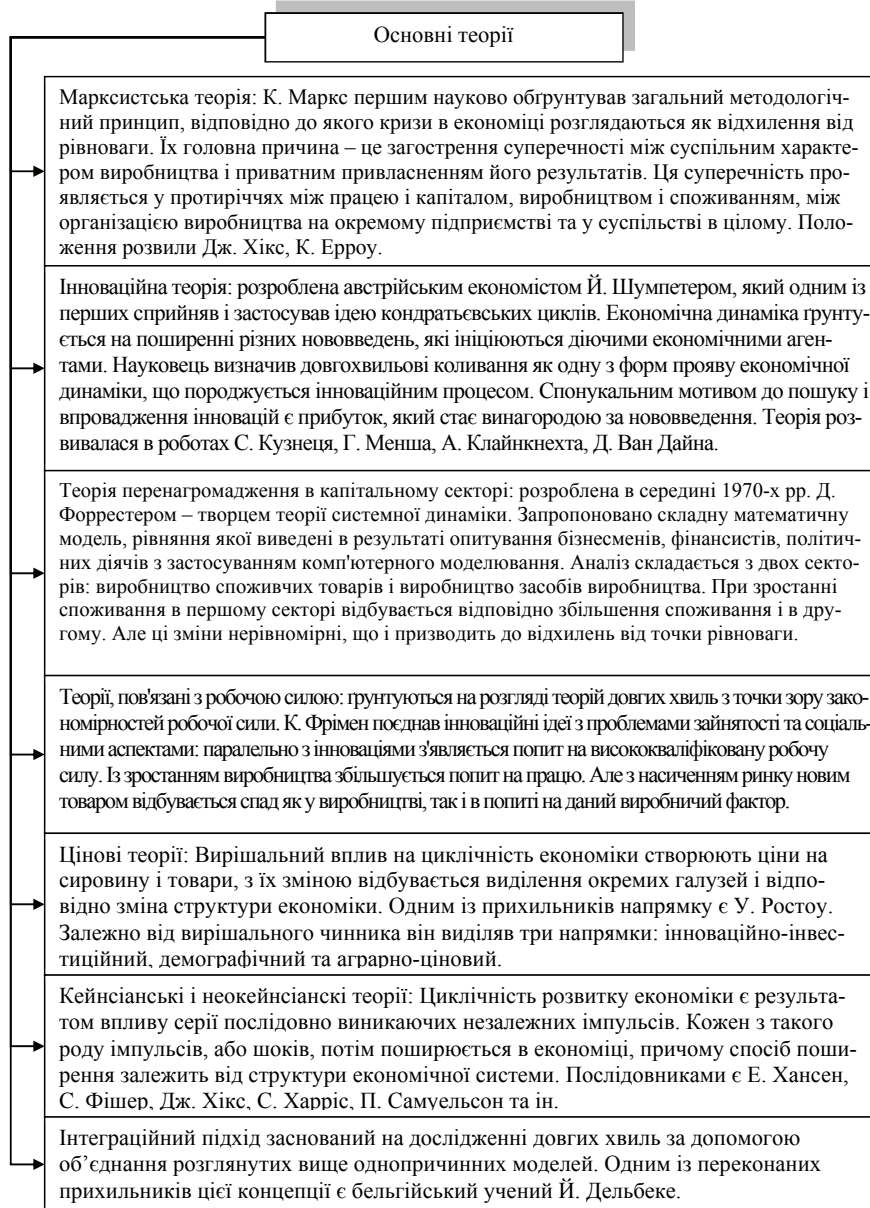 Основні теорії
Марксистська теорія: К. Маркс першим науково обґрунтував загальний методологіч-
ний принцип, відповідно до якого кризи в економіці розглядаються як відхилення від
рівноваги. Їх головна причина – це загострення суперечності між суспільним характе-
ром виробництва і приватним привласненням його результатів. Ця суперечність про-
являється у протиріччях між працею і капіталом, виробництвом і споживанням, між
організацією виробництва на окремому підприємстві та у суспільстві в цілому. Поло-
ження розвили Дж. Хікс, К. Ерроу.
Інноваційна теорія: розроблена австрійським економістом Й. Шумпетером, який одним із
перших сприйняв і застосував ідею кондратьєвських циклів. Економічна динаміка ґрунту-
ється на поширенні різних нововведень, які ініціюються діючими економічними аген-
тами. Науковець визначив довгохвильові коливання як одну з форм прояву економічної
динаміки, що породжується інноваційним процесом. Спонукальним мотивом до пошуку і
впровадження інновацій є прибуток, який стає винагородою за нововведення. Теорія роз-
вивалася в роботах С. Кузнеця, Г. Менша, А. Клайнкнехта, Д. Ван Дайна.
Теорія перенагромадження в капітальному секторі: розроблена в середині 1970-х рр. Д.
Форрестером – творцем теорії системної динаміки. Запропоновано складну математичну
модель, рівняння якої виведені в результаті опитування бізнесменів, фінансистів, політич-
них діячів з застосуванням комп'ютерного моделювання. Аналіз складається з двох секто-
рів: виробництво споживчих товарів і виробництво засобів виробництва. При зростанні
споживання в першому секторі відбувається відповідно збільшення споживання і в дру-
гому. Але ці зміни нерівномірні, що і призводить до відхилень від точки рівноваги.
Теорії, пов'язані з робочою силою: ґрунтуються на розгляді теорій довгих хвиль з точки зору зако-
номірностей робочої сили. К. Фрімен поєднав інноваційні ідеї з проблемами зайнятості та соціаль-
ними аспектами: паралельно з інноваціями з'являється попит на висококваліфіковану робочу
силу. Із зростанням виробництва збільшується попит на працю. Але з насиченням ринку новим
товаром відбувається спад як у виробництві, так і в попиті на даний виробничий фактор.
Цінові теорії: Вирішальний вплив на циклічність економіки створюють ціни на
сировину і товари, з їх зміною відбувається виділення окремих галузей і відпо-
відно зміна структури економіки. Одним із прихильників напрямку є У. Ростоу.
Залежно від вирішального чинника він виділяв три напрямки: інноваційно-інвес-
тиційний, демографічний та аграрно-ціновий.
Кейнсіанські і неокейнсіанскі теорії: Циклічність розвитку економіки є результа-
том впливу серії послідовно виникаючих незалежних імпульсів. Кожен з такого
роду імпульсів, або шоків, потім поширюється в економіці, причому спосіб поши-
рення залежить від структури економічної системи. Послідовниками є Е. Хансен,
С. Фішер, Дж. Хікс, С. Харріс, П. Самуельсон та ін.
Інтеграційний підхід заснований на дослідженні довгих хвиль за допомогою
об’єднання розглянутих вище однопричинних моделей. Одним із переконаних
прихильників цієї концепції є бельгійський учений Й. Дельбеке.